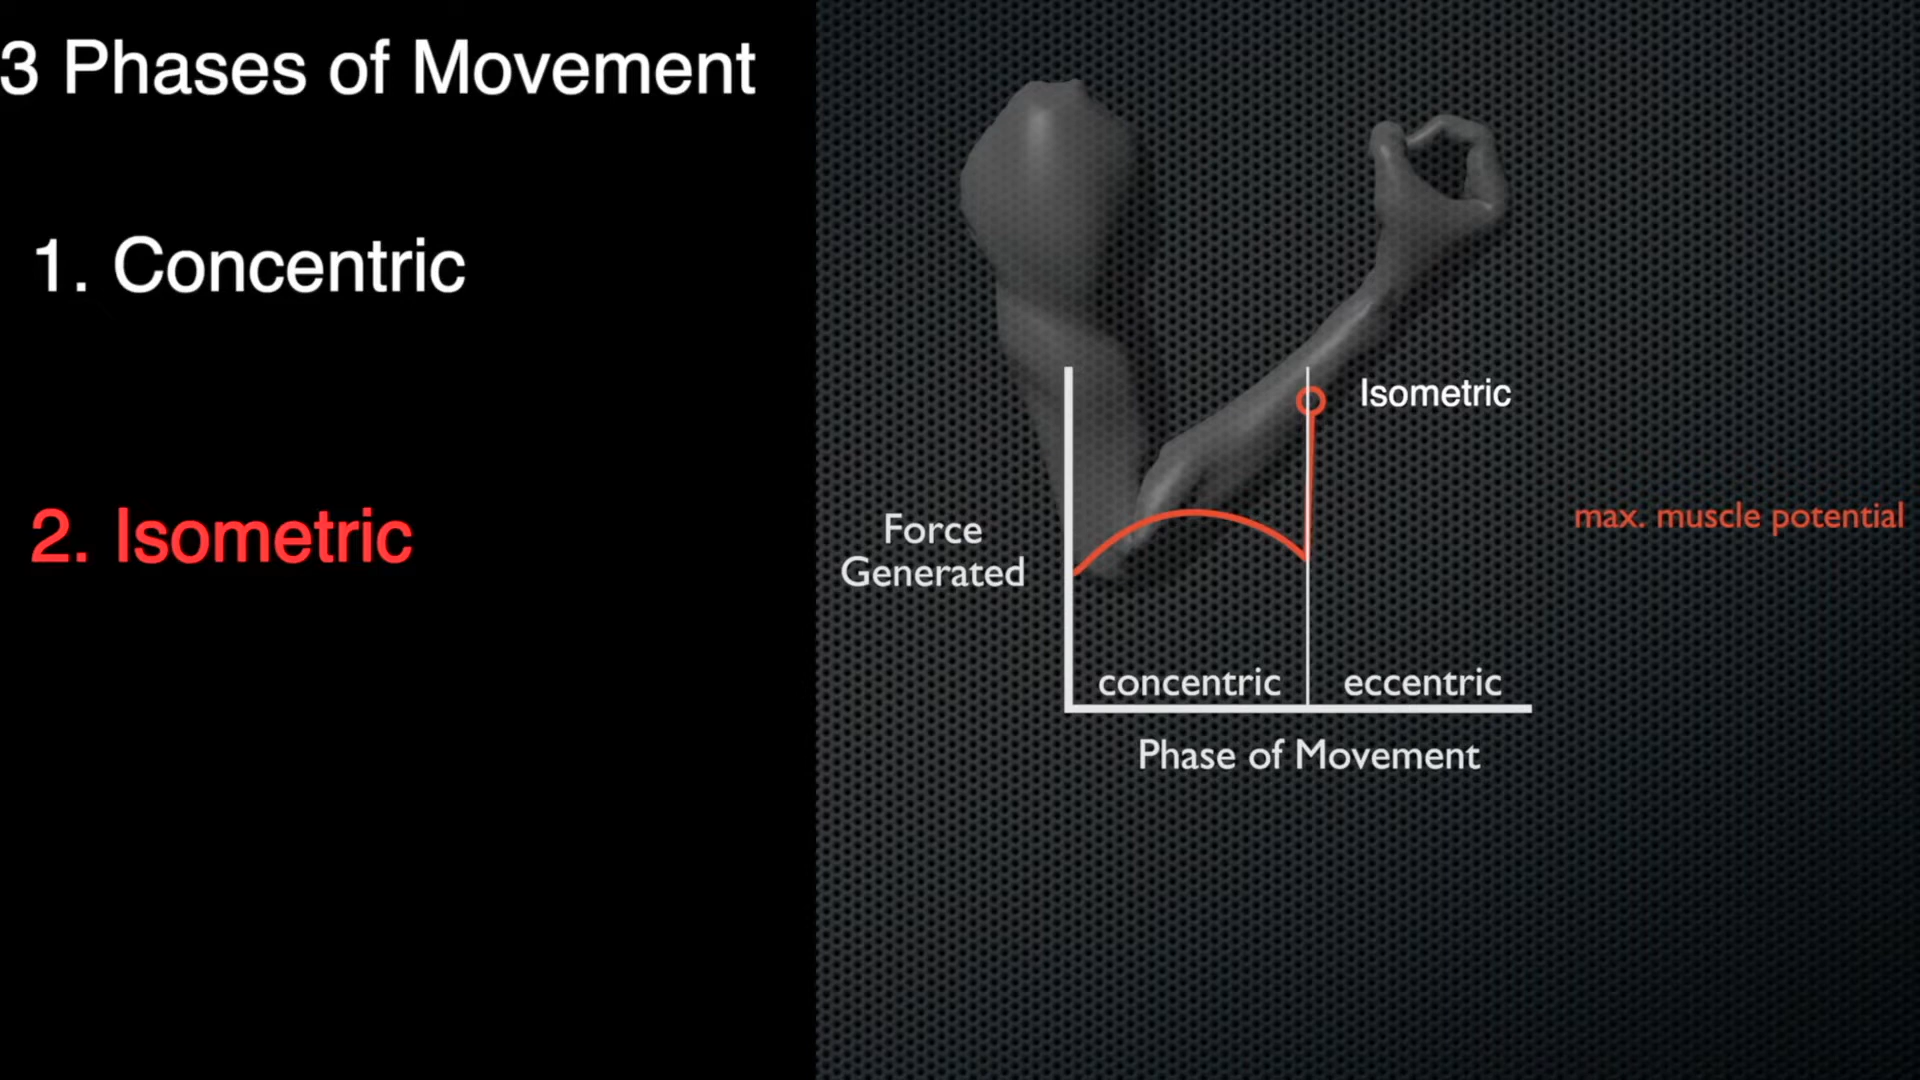 3 Phases of Movement
1. Concentric
2. Isometric
Isometric
max. muscle potential
Force
Generated
concentric
eccentric
Phase of Movement